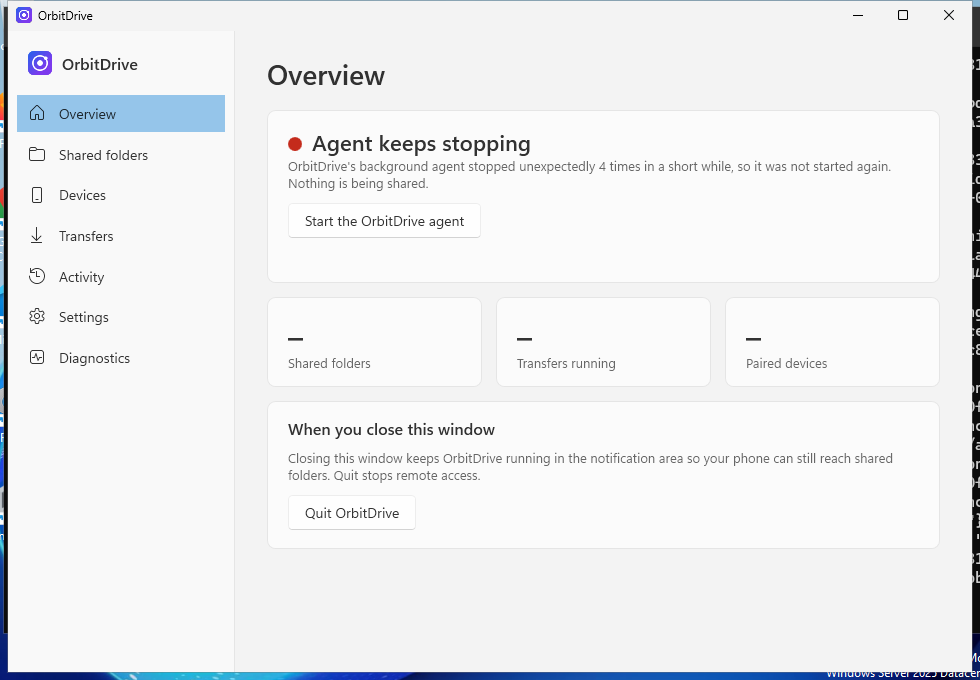 OrbitDrive
OrbitDrive
Overview
Shared folders
Devices
Transfers
Activity
Settings
Diagnostics
Overview
Agent keeps stopping
OrbitDrive's background agent stopped unexpectedly 4 times in a short while, so it was not started again.
Nothing is being shared.
Start the OrbitDrive agent
–
Shared folders
–
Transfers running
–
Paired devices
When you close this window
Closing this window keeps OrbitDrive running in the notification area so your phone can still reach shared
folders. Quit stops remote access.
Quit OrbitDrive
Windows Server 2025